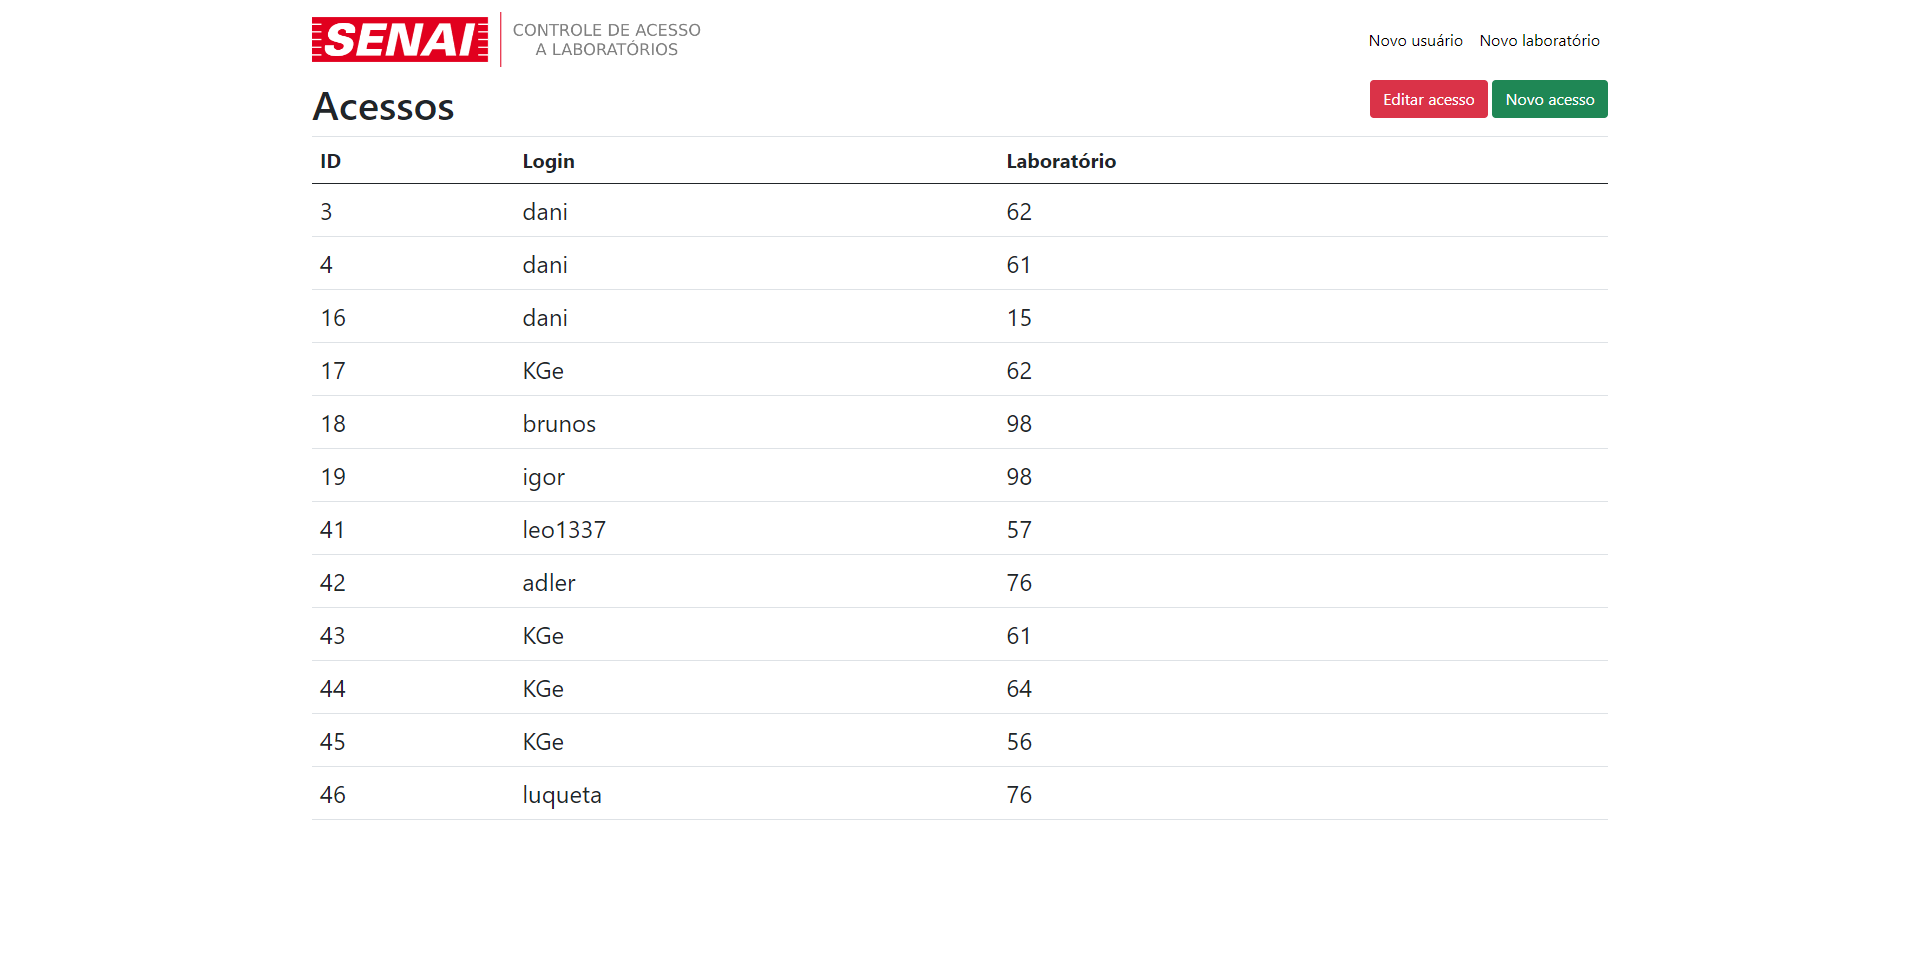 SENAI
CONTROLE DE ACESSO
A LABORATÓRIOS
Novo usuário Novo laboratório
Acessos
Editar acesso Novo acesso
ID Login Laboratório
3 dani 62
4 dani 61
16 dani 15
17 KGe 62
18 brunos 98
19 igor 98
41 leo1337 57
42 adler 76
43 KGe 61
44 KGe 64
45 KGe 56
46 luqueta 76